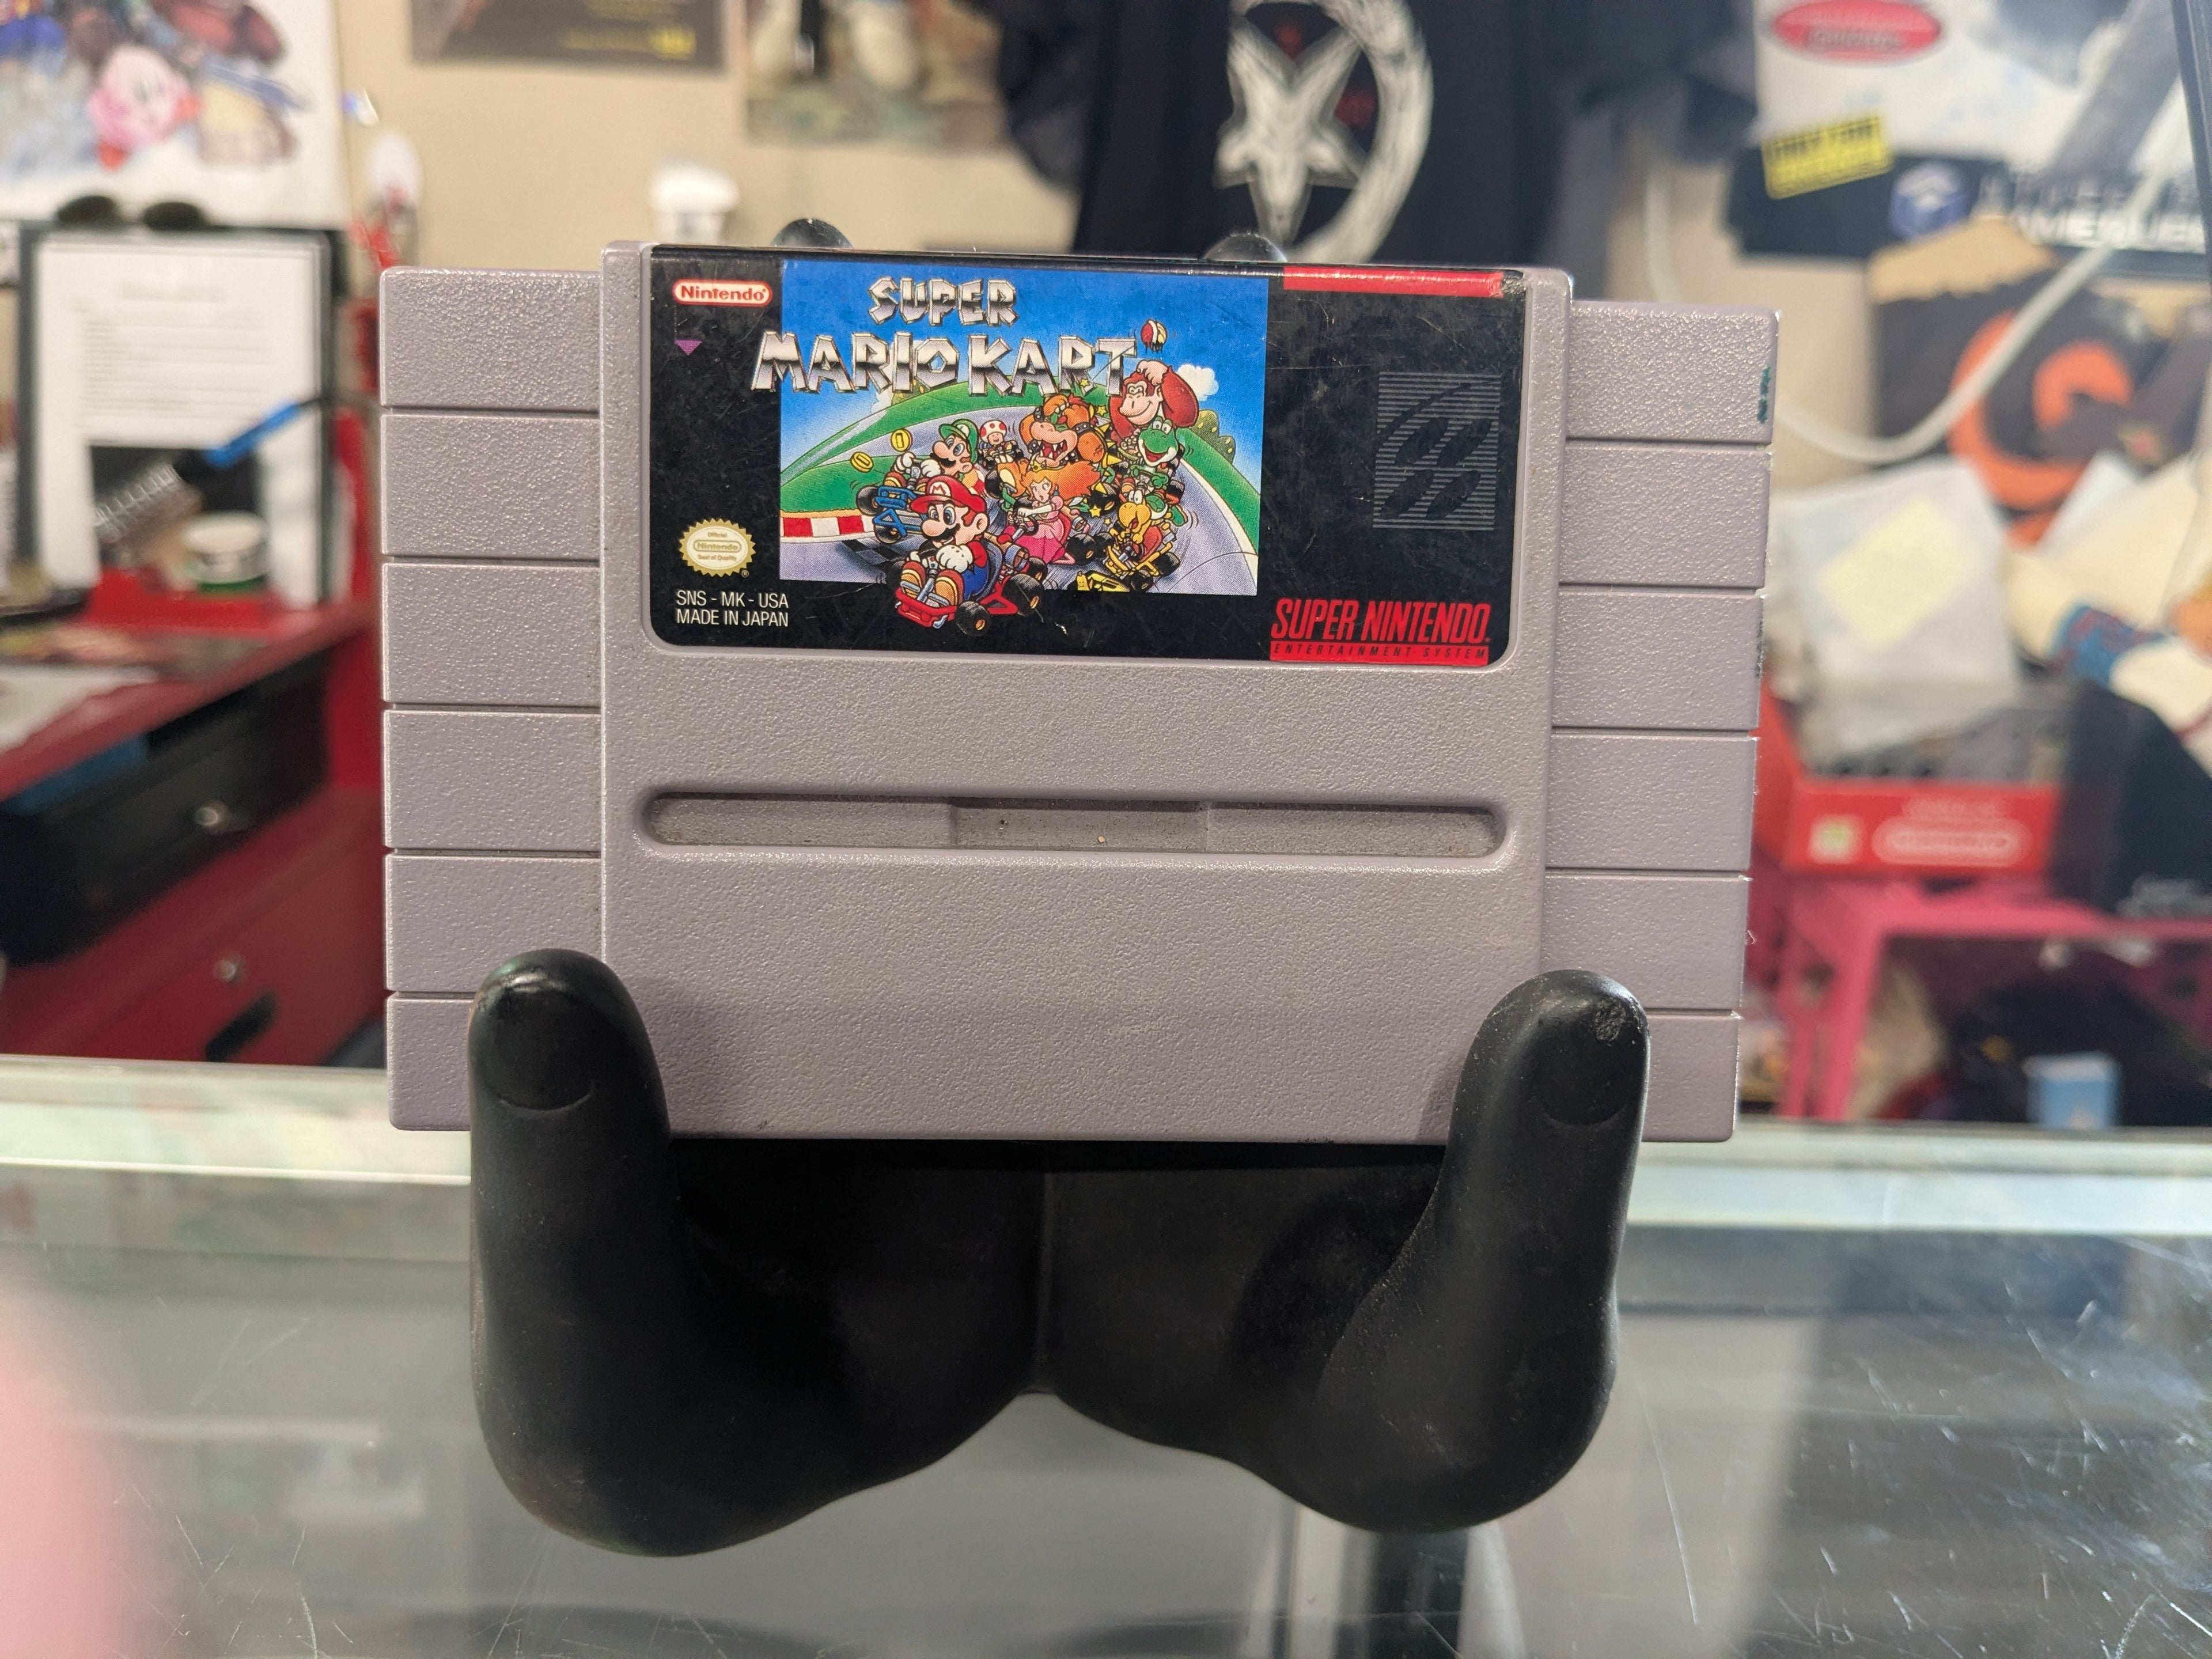 Nintendo
SUPER
MARIO KART
Official
Nintendo
Seal of Quality
SNS - MK - USA
MADE IN JAPAN
SUPER NINTENDO
ENTERTAINMENT SYSTEM